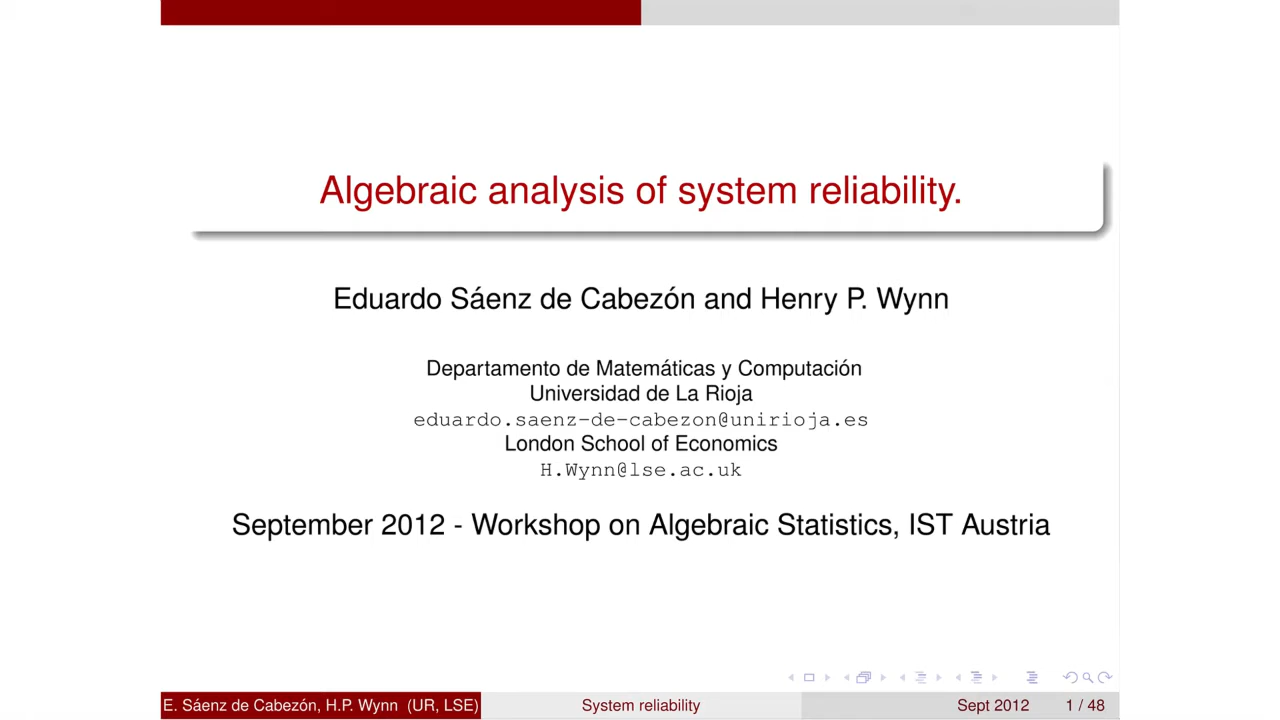 Algebraic analysis of system reliability.
Eduardo Sáenz de Cabezón and Henry P. Wynn
Departamento de Matemáticas y Computación
Universidad de La Rioja
eduardo.saenz-de-cabezon@unirioja.es
London School of Economics
H.Wynn@lse.ac.uk
September 2012 - Workshop on Algebraic Statistics, IST Austria
E. Sáenz de Cabezón, H.P. Wynn (UR, LSE) System reliability Sept 2012 1 / 48